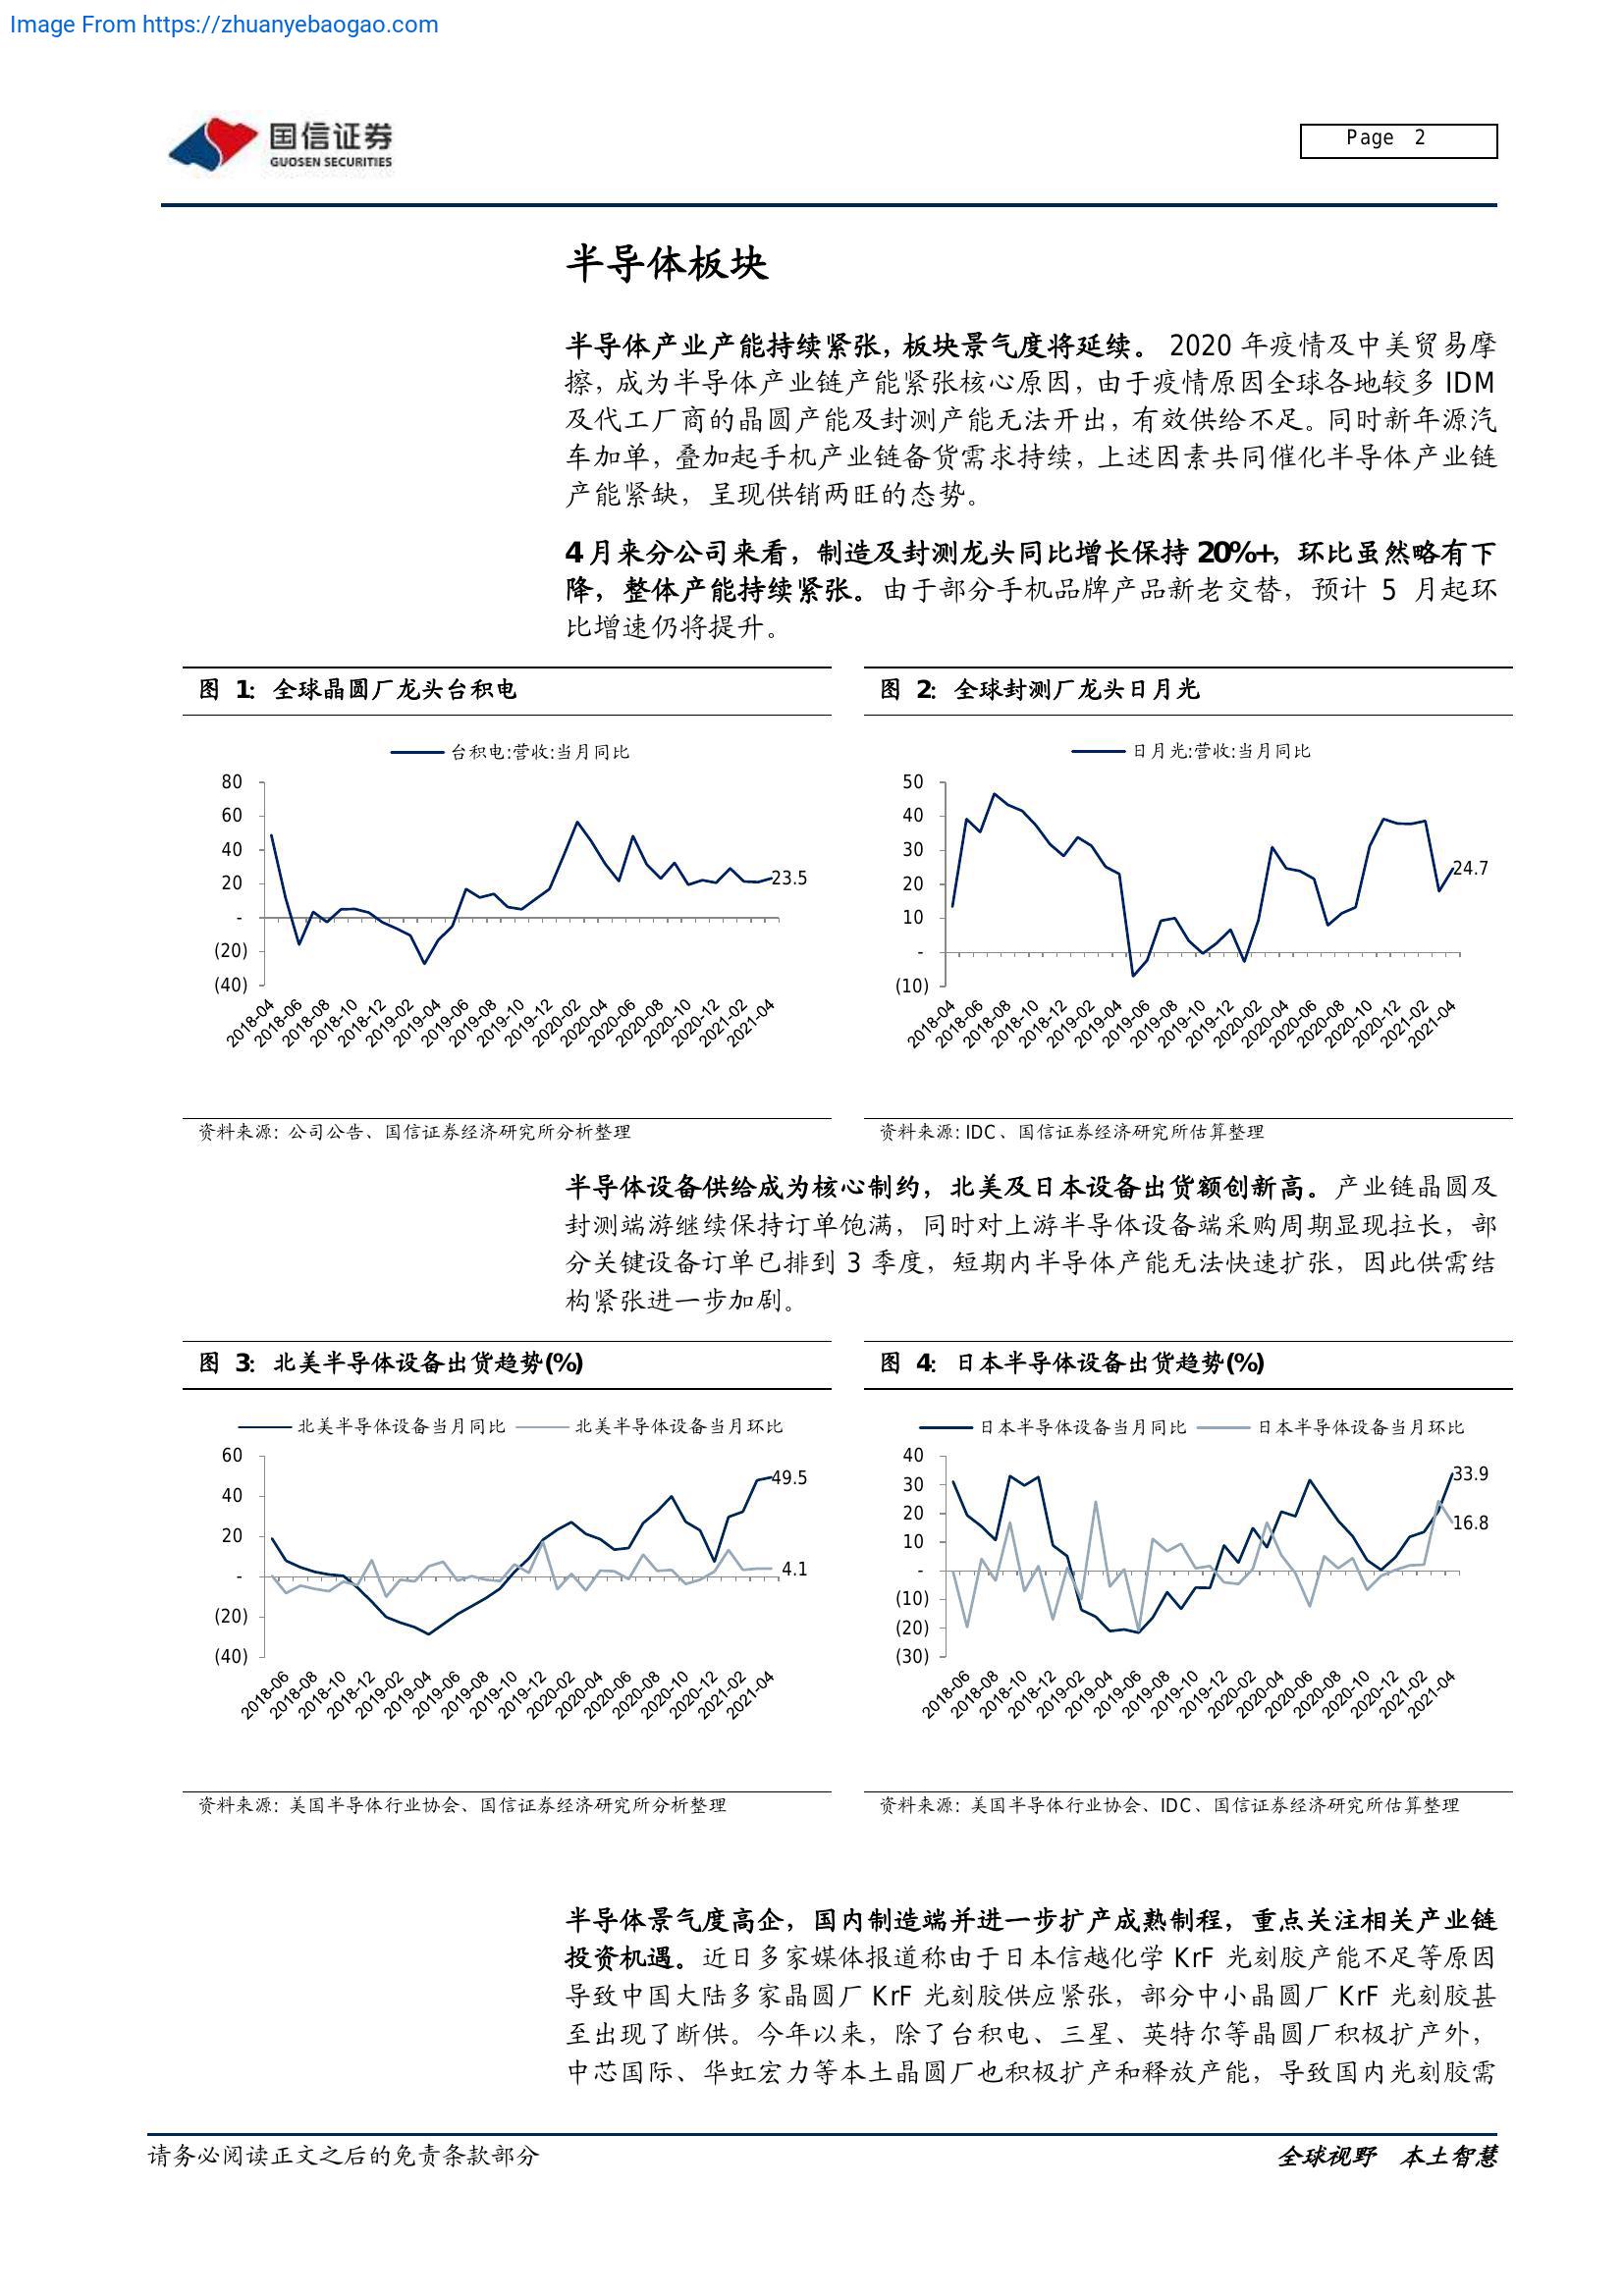 Image From https://zhuanyebaogao.com
国信证券
GUOSEN SECURITIES
Page 2
半导体板块
半导体产业产能持续紧张，板块景气度将延续。 2020 年疫情及中美贸易摩
擦，成为半导体产业链产能紧张核心原因，由于疫情原因全球各地较多 IDM
及代工厂商的晶圆产能及封测产能无法开出，有效供给不足。同时新年源汽
车加单，叠加起手机产业链备货需求持续，上述因素共同催化半导体产业链
产能紧缺，呈现供销两旺的态势。
4 月来分公司来看，制造及封测龙头同比增长保持 20%+，环比虽然略有下
降，整体产能持续紧张。由于部分手机品牌产品新老交替，预计 5 月起环
比增速仍将提升。
图 1：全球晶圆厂龙头台积电
台积电:营收:当月同比
80
60
40
20
-
(20)
(40)
23.5
2018-04 2018-06 2018-08 2018-10 2018-12 2019-02 2019-04 2019-06 2019-08 2019-10 2019-12 2020-02 2020-04 2020-06 2020-08 2020-10 2020-12 2021-02 2021-04
资料来源：公司公告、国信证券经济研究所分析整理
图 2：全球封测厂龙头日月光
日月光:营收:当月同比
50
40
30
20
10
-
(10)
24.7
2018-04 2018-06 2018-08 2018-10 2018-12 2019-02 2019-04 2019-06 2019-08 2019-10 2019-12 2020-02 2020-04 2020-06 2020-08 2020-10 2020-12 2021-02 2021-04
资料来源: IDC、国信证券经济研究所估算整理
半导体设备供给成为核心制约，北美及日本设备出货额创新高。产业链晶圆及
封测端游继续保持订单饱满，同时对上游半导体设备端采购周期显现拉长，部
分关键设备订单已排到 3 季度，短期内半导体产能无法快速扩张，因此供需结
构紧张进一步加剧。
图 3：北美半导体设备出货趋势(%)
北美半导体设备当月同比 北美半导体设备当月环比
60
40
20
-
(20)
(40)
49.5
4.1
2018-06 2018-08 2018-10 2018-12 2019-02 2019-04 2019-06 2019-08 2019-10 2019-12 2020-02 2020-04 2020-06 2020-08 2020-10 2020-12 2021-02 2021-04
资料来源：美国半导体行业协会、国信证券经济研究所分析整理
图 4：日本半导体设备出货趋势(%)
日本半导体设备当月同比 日本半导体设备当月环比
40
30
20
10
-
(10)
(20)
(30)
33.9
16.8
2018-06 2018-08 2018-10 2018-12 2019-02 2019-04 2019-06 2019-08 2019-10 2019-12 2020-02 2020-04 2020-06 2020-08 2020-10 2020-12 2021-02 2021-04
资料来源：美国半导体行业协会、IDC、国信证券经济研究所估算整理
半导体景气度高企，国内制造端并进一步扩产成熟制程，重点关注相关产业链
投资机遇。近日多家媒体报道称由于日本信越化学 KrF 光刻胶产能不足等原因
导致中国大陆多家晶圆厂 KrF 光刻胶供应紧张，部分中小晶圆厂 KrF 光刻胶甚
至出现了断供。今年以来，除了台积电、三星、英特尔等晶圆厂积极扩产外，
中芯国际、华虹宏力等本土晶圆厂也积极扩产和释放产能，导致国内光刻胶需
请务必阅读正文之后的免责条款部分
全球视野 本土智慧